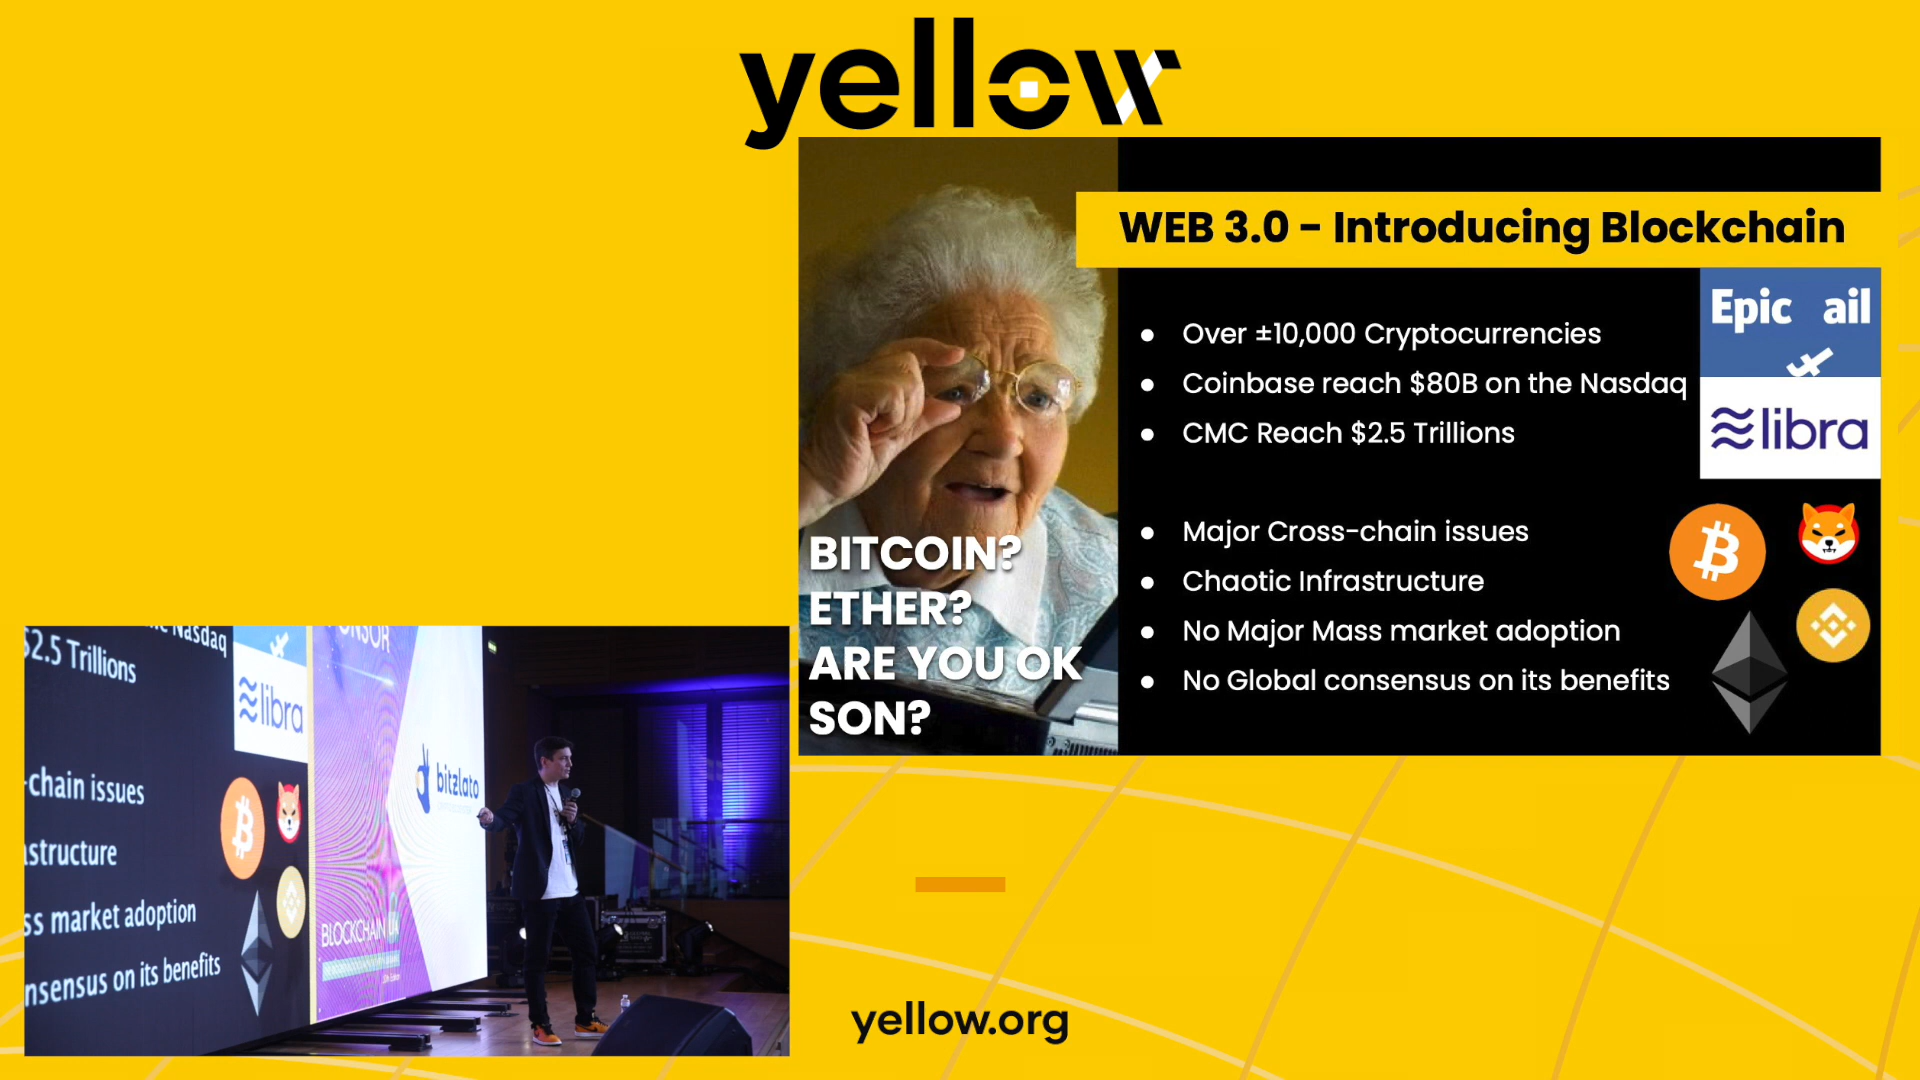 yellow
WEB 3.0 - Introducing Blockchain
Epic ail
libra
Over ±10,000 Cryptocurrencies
Coinbase reach $80B on the Nasdaq
CMC Reach $2.5 Trillions
Major Cross-chain issues
Chaotic Infrastructure
No Major Mass market adoption
No Global consensus on its benefits
BITCOIN?
ETHER?
ARE YOU OK
SON?
Nasdaq
$2.5 Trillions
libra
-chain issues
astructure
ss market adoption
nsensus on its benefits
ONSOR
bitzlato
BLOCKCHAIN UA
yellow.org